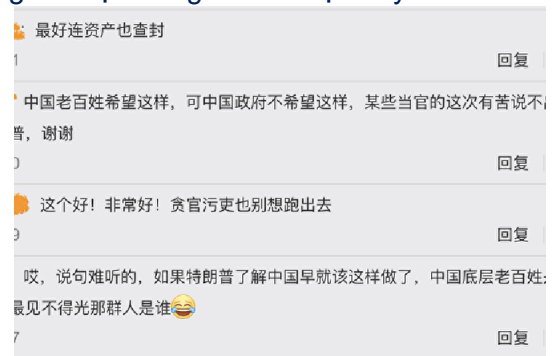 最好连资产也查封
1
回复
中国老百姓希望这样，可中国政府不希望这样，某些当官的这次有苦说不
普，谢谢
回复
这个好！非常好！贪官污吏也别想跑出去
9
回复
哎，说句难听的，如果特朗普了解中国早就该这样做了，中国底层老百姓
最见不得光那群人是谁😂
7
回复